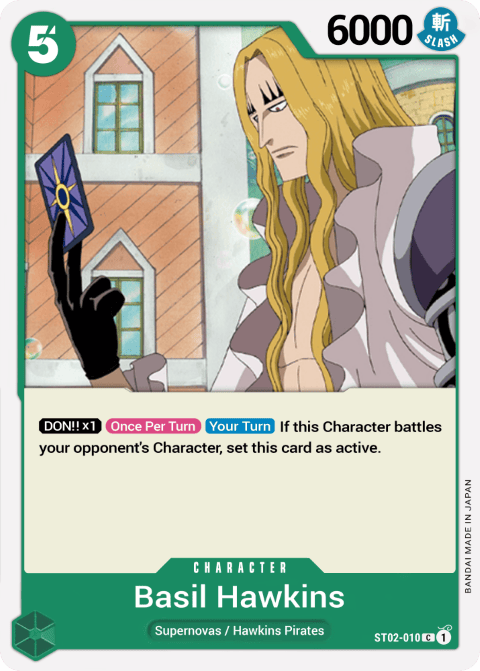 5
6000
斬
SLASH
DON!! ×1 Once Per Turn Your Turn If this Character battles
your opponent's Character, set this card as active.
BANDAI MADE IN JAPAN
CHARACTER
Basil Hawkins
Supernovas / Hawkins Pirates
ST02-010 C 1